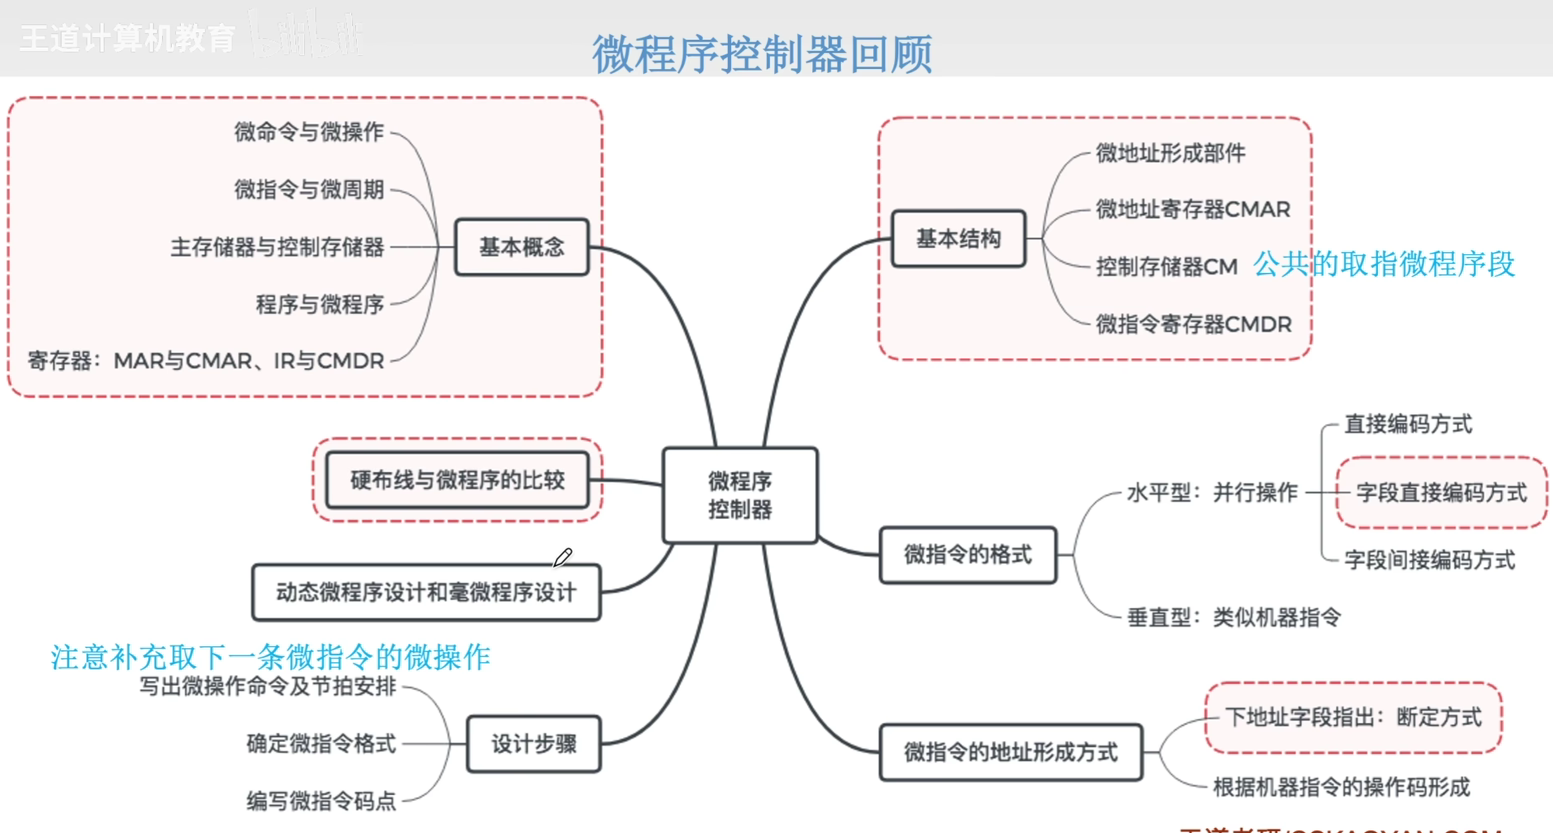 王道计算机教育
bilibili
微程序控制器回顾
微命令与微操作
微指令与微周期
主存储器与控制存储器
程序与微程序
寄存器：MAR与CMAR、IR与CMDR
基本概念
硬布线与微程序的比较
动态微程序设计和毫微程序设计
注意补充取下一条微指令的微操作
写出微操作命令及节拍安排
确定微指令格式
编写微指令码点
设计步骤
微程序
控制器
基本结构
微地址形成部件
微地址寄存器CMAR
控制存储器CM 公共的取指微程序段
微指令寄存器CMDR
微指令的格式
水平型：并行操作
直接编码方式
字段直接编码方式
字段间接编码方式
垂直型：类似机器指令
微指令的地址形成方式
下地址字段指出：断定方式
根据机器指令的操作码形成
王道考研/CSKAOYAN.COM